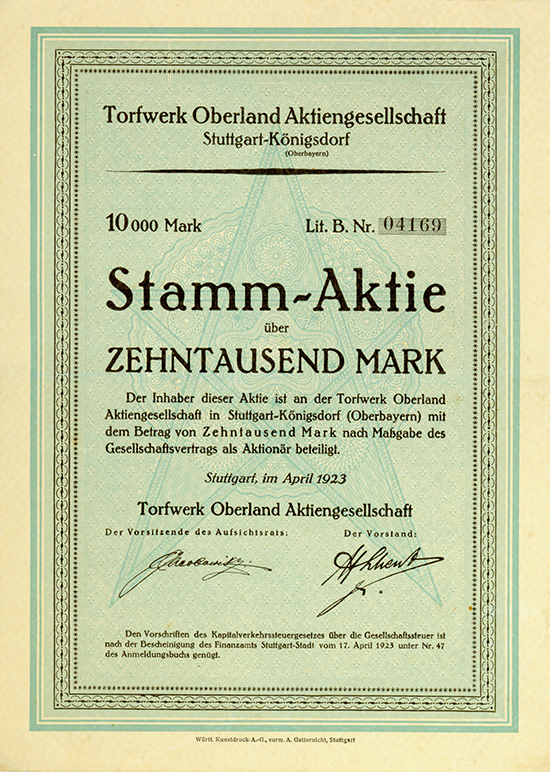 Torfwerk Oberland Aktiengesellschaft
Stuttgart-Königsdorf
(Oberbayern)
10 000 Mark Lit. B. Nr. 04169
Stamm-Aktie
über
ZEHNTAUSEND MARK
Der Inhaber dieser Aktie ist an der Torfwerk Oberland
Aktiengesellschaft in Stuttgart-Königsdorf (Oberbayern) mit
dem Betrag von Zehntausend Mark nach Maßgabe des
Gesellschaftsvertrags als Aktionär beteiligt.
Stuttgart, im April 1923
Torfwerk Oberland Aktiengesellschaft
Der Vorsitzende des Aufsichtsrats: Der Vorstand:
Den Vorschriften des Kapitalverkehrssteuergesetzes über die Gesellschaftssteuer ist
nach der Bescheinigung des Finanzamts Stuttgart-Stadt vom 17. April 1923 unter Nr. 47
des Anmeldungsbuchs genügt.
Württ. Kunstdruck-A.-G., vorm. A. Gatternicht, Stuttgart